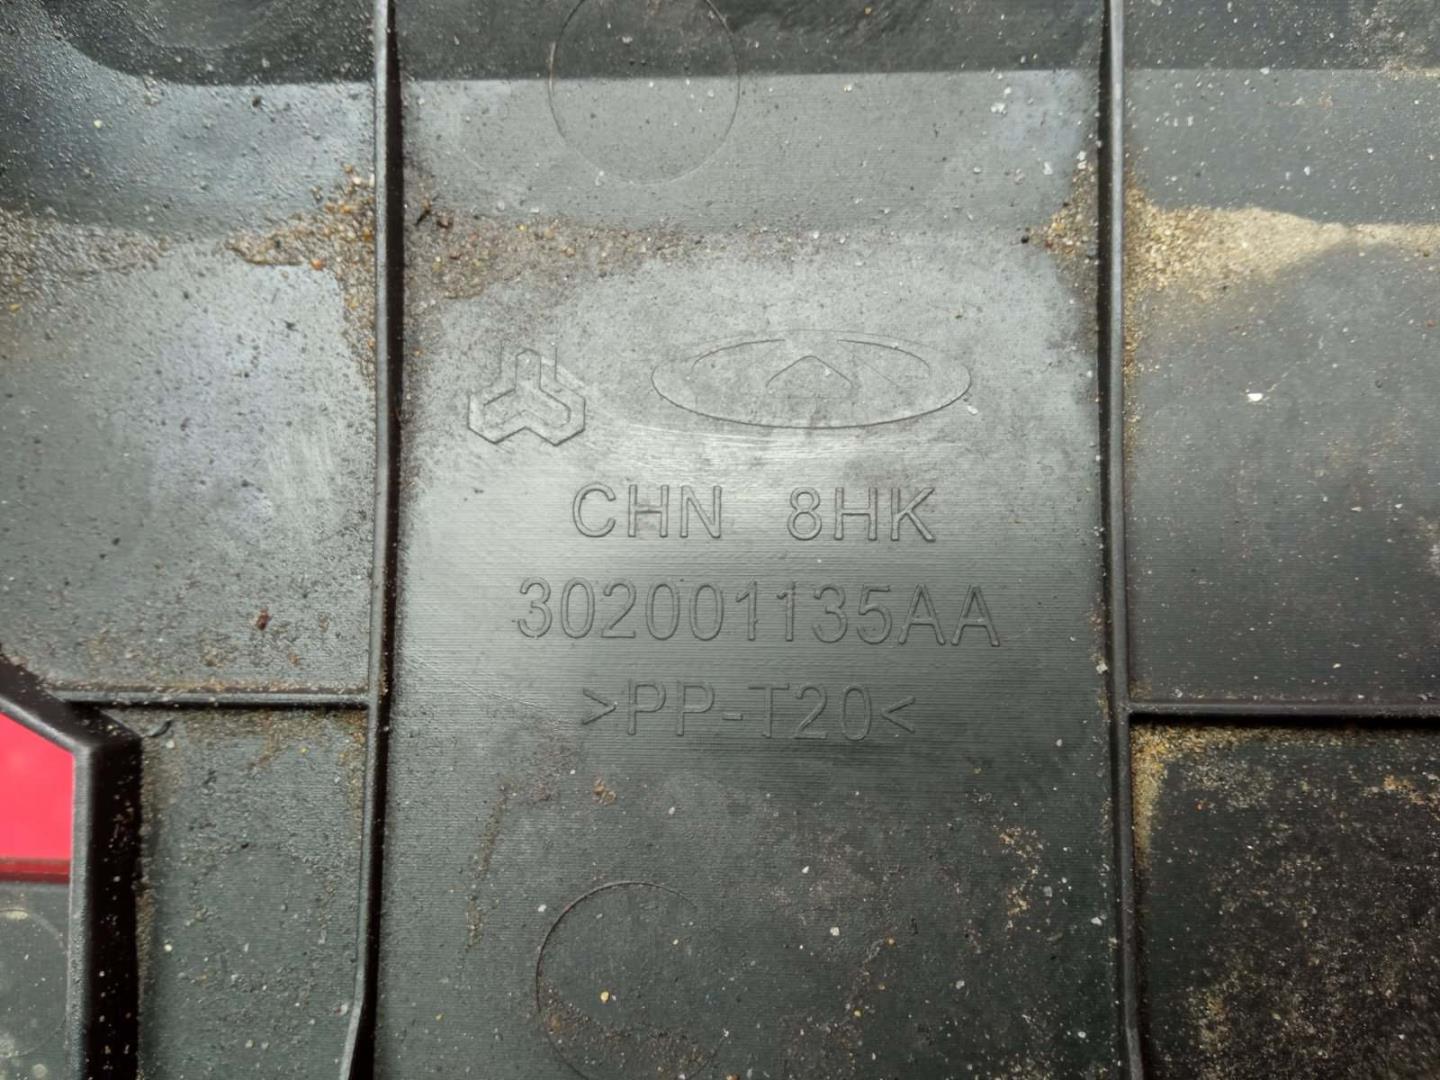 CHN 8HK
302001135AA
>PP-T20<